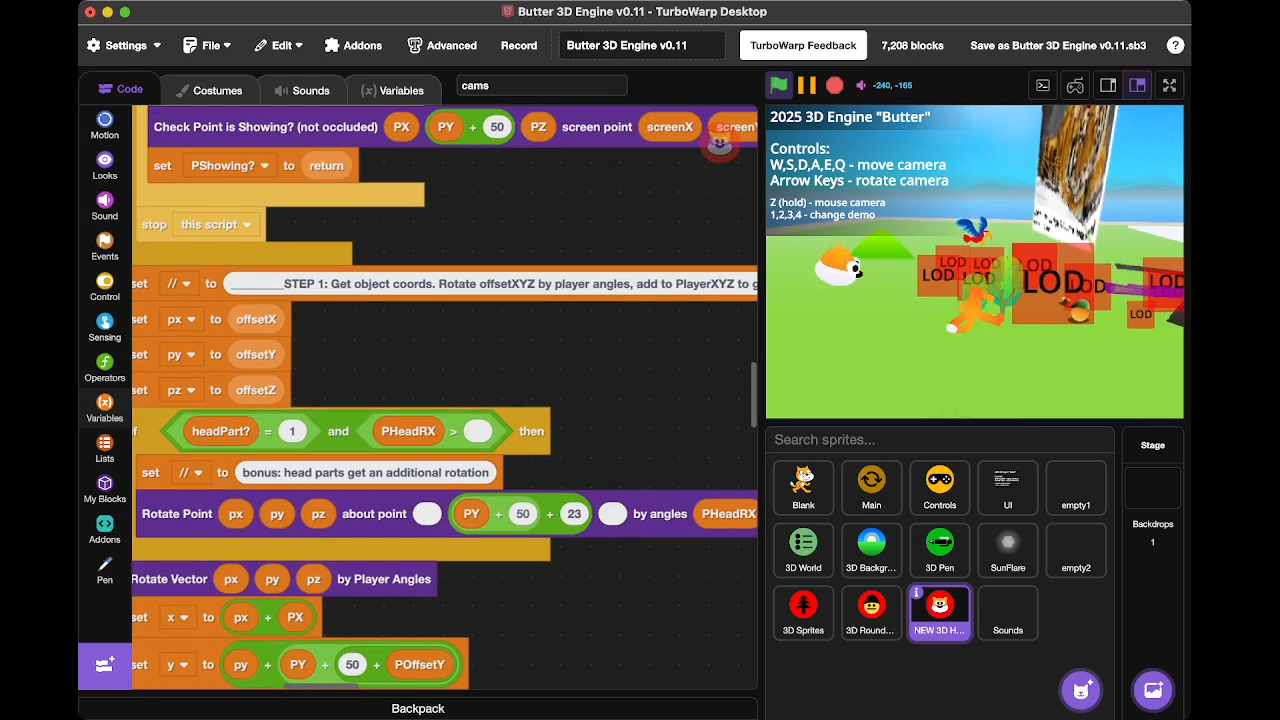 Butter 3D Engine v0.11 - TurboWarp Desktop
Settings File Edit Addons Advanced Record Butter 3D Engine v0.11 TurboWarp Feedback 7,208 blocks Save as Butter 3D Engine v0.11.sb3 ?
Code Costumes Sounds (x) Variables cams
-240, -165
Motion
Looks
Sound
Events
Control
Sensing
Operators
Variables
Lists
My Blocks
Addons
Pen
Check Point is Showing? (not occluded) PX PY + 50 PZ screen point screenX
set PShowing? to return
stop this script
set // to ________STEP 1: Get object coords. Rotate offsetXYZ by player angles, add to PlayerXYZ to g
set px to offsetX
set py to offsetY
set pz to offsetZ
if headPart? = 1 and PHeadRX > then
set // to bonus: head parts get an additional rotation
Rotate Point px py pz about point PY + 50 + 23 by angles PHeadRX
Rotate Vector px py pz by Player Angles
set x to px + PX
set y to py + PY + 50 + POffsetY
Backpack
2025 3D Engine "Butter"
Controls:
W,S,D,A,E,Q - move camera
Arrow Keys - rotate camera
Z (hold) - mouse camera
1,2,3,4 - change demo
LOD LOD LOD LOD LOD LOD LOD LOD LOD
Search sprites...
Blank Main Controls UI empty1
3D World 3D Backgr... 3D Pen SunFlare empty2
3D Sprites 3D Round... NEW 3D H... Sounds
Stage
Backdrops
1